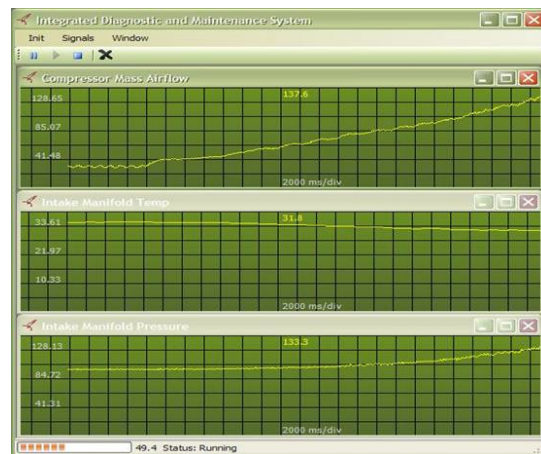 Integrated Diagnostic and Maintenance System
Init Signals Window
Compressor Mass Airflow
137.6
128.65
85.07
41.48
2000 ms/div
Intake Manifold Temp
31.8
33.61
21.97
10.33
2000 ms/div
Intake Manifold Pressure
133.3
128.13
84.72
41.31
2000 ms/div
49.4 Status: Running